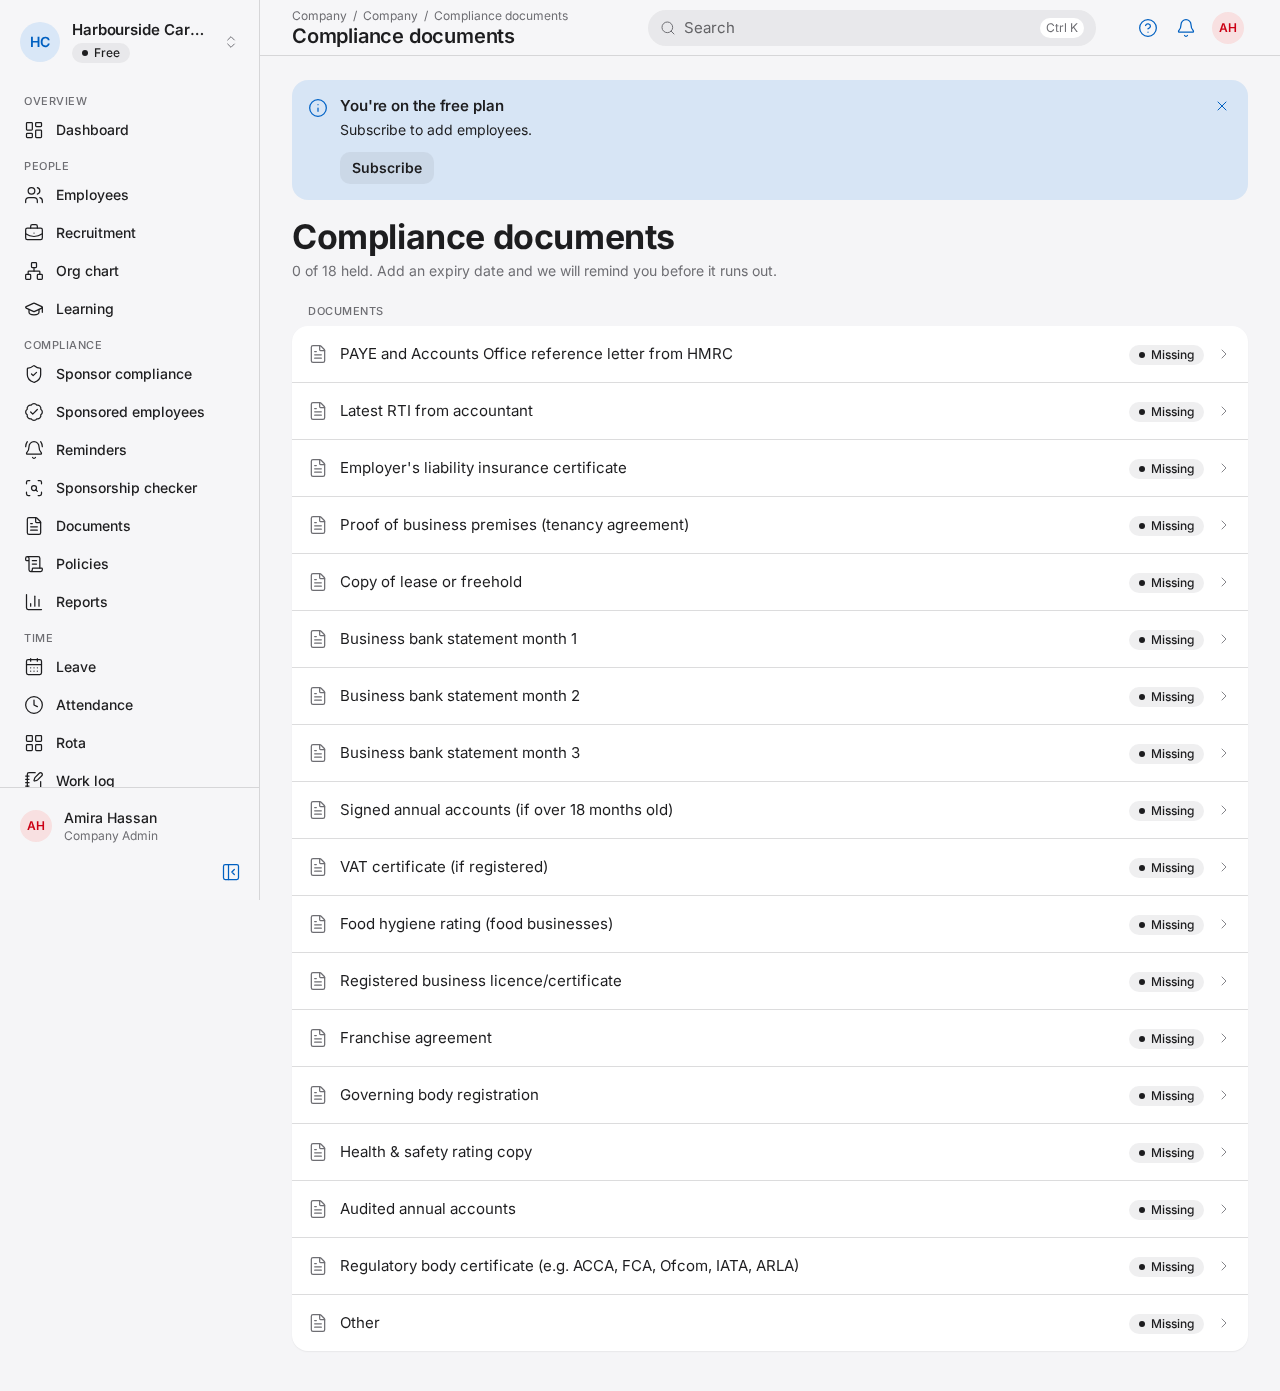 HC
Harbourside Car...
Free
OVERVIEW
Dashboard
PEOPLE
Employees
Recruitment
Org chart
Learning
COMPLIANCE
Sponsor compliance
Sponsored employees
Reminders
Sponsorship checker
Documents
Policies
Reports
TIME
Leave
Attendance
Rota
Work log
AH
Amira Hassan
Company Admin
Company / Company / Compliance documents
Compliance documents
Search
Ctrl K
AH
You're on the free plan
Subscribe to add employees.
Subscribe
Compliance documents
0 of 18 held. Add an expiry date and we will remind you before it runs out.
DOCUMENTS
PAYE and Accounts Office reference letter from HMRC Missing
Latest RTI from accountant Missing
Employer's liability insurance certificate Missing
Proof of business premises (tenancy agreement) Missing
Copy of lease or freehold Missing
Business bank statement month 1 Missing
Business bank statement month 2 Missing
Business bank statement month 3 Missing
Signed annual accounts (if over 18 months old) Missing
VAT certificate (if registered) Missing
Food hygiene rating (food businesses) Missing
Registered business licence/certificate Missing
Franchise agreement Missing
Governing body registration Missing
Health & safety rating copy Missing
Audited annual accounts Missing
Regulatory body certificate (e.g. ACCA, FCA, Ofcom, IATA, ARLA) Missing
Other Missing